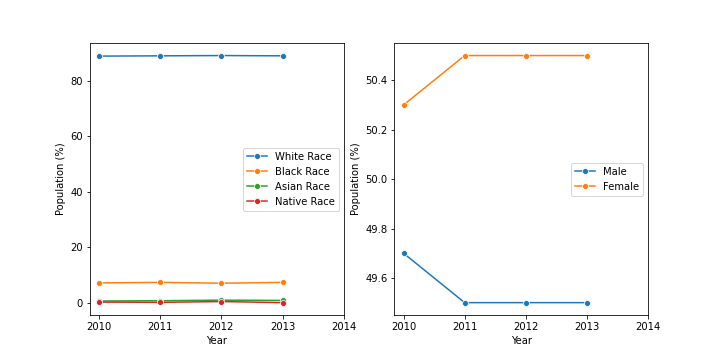 80
60
40
20
0
Population (%)
2010 2011 2012 2013 2014
Year
White Race
Black Race
Asian Race
Native Race
50.4
50.2
50.0
49.8
49.6
Population (%)
2010 2011 2012 2013 2014
Year
Male
Female